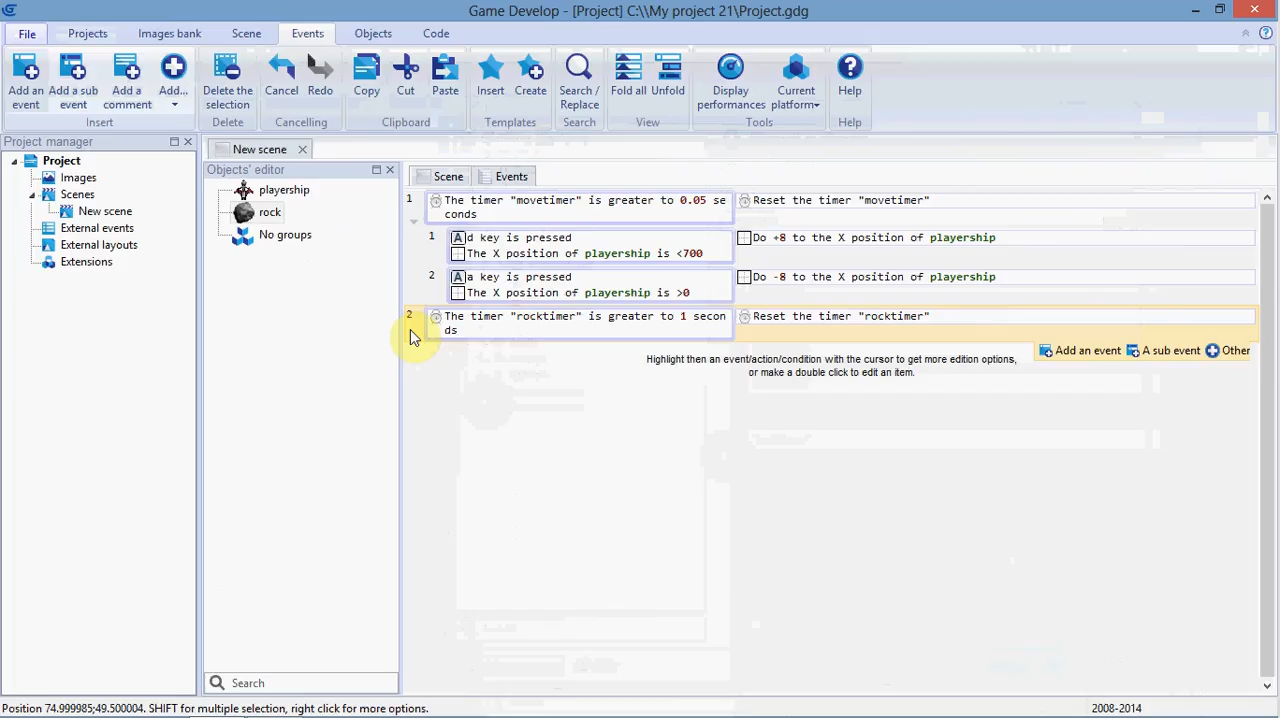 Game Develop - [Project] C:\\My project 21\Project.gdg
File Projects Images bank Scene Events Objects Code
Add an event
Add a sub event
Add a comment
Add...
Delete the selection
Cancel
Redo
Copy
Cut
Paste
Insert
Create
Search / Replace
Fold all
Unfold
Display performances
Current platform
Help
Insert Delete Cancelling Clipboard Templates Search View Tools Help
Project manager
Project
Images
Scenes
New scene
External events
External layouts
Extensions
New scene
Objects' editor
playership
rock
No groups
Search
Scene Events
1 The timer "movetimer" is greater to 0.05 se
conds
Reset the timer "movetimer"
1 A d key is pressed
The X position of playership is <700
Do +8 to the X position of playership
2 A a key is pressed
The X position of playership is >0
Do -8 to the X position of playership
2 The timer "rocktimer" is greater to 1 secon
ds
Reset the timer "rocktimer"
Add an event A sub event Other
Highlight then an event/action/condition with the cursor to get more edition options,
or make a double click to edit an item.
Position 74.999985;49.500004. SHIFT for multiple selection, right click for more options.
2008-2014